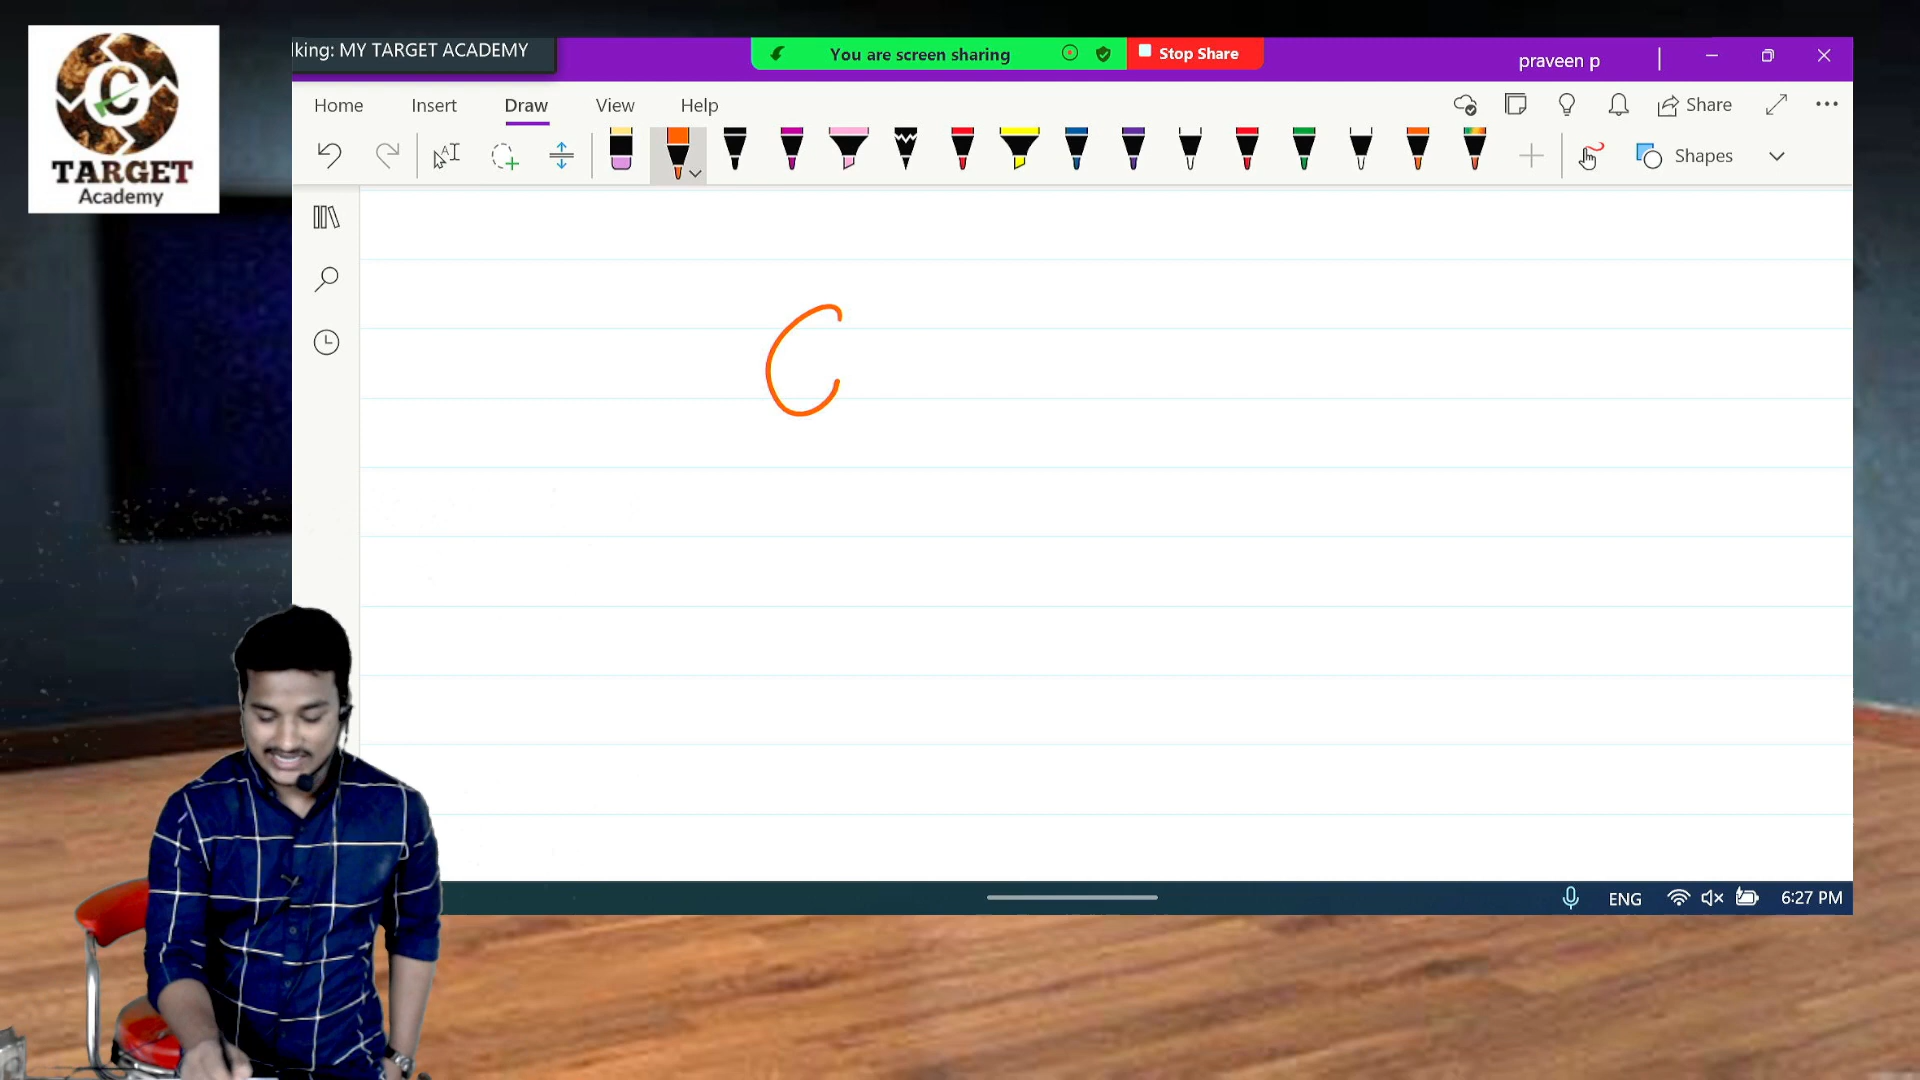 C
TARGET
Academy
lking: MY TARGET ACADEMY
You are screen sharing
Stop Share
praveen p
Home Insert Draw View Help
Share
Shapes
C
ENG 6:27 PM